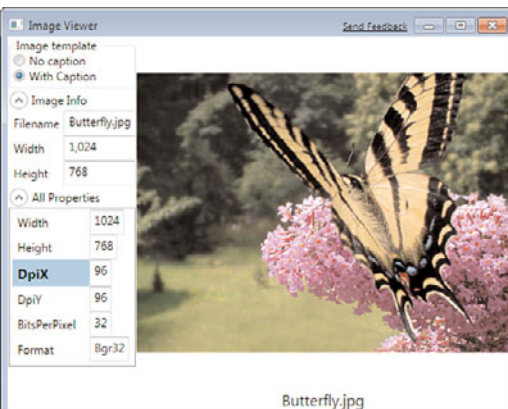 Image Viewer
Send Feedback
Image template
No caption
With Caption
Image Info
Filename Butterfly.jpg
Width 1,024
Height 768
All Properties
Width 1024
Height 768
DpiX 96
DpiY 96
BitsPerPixel 32
Format Bgr32
Butterfly.jpg